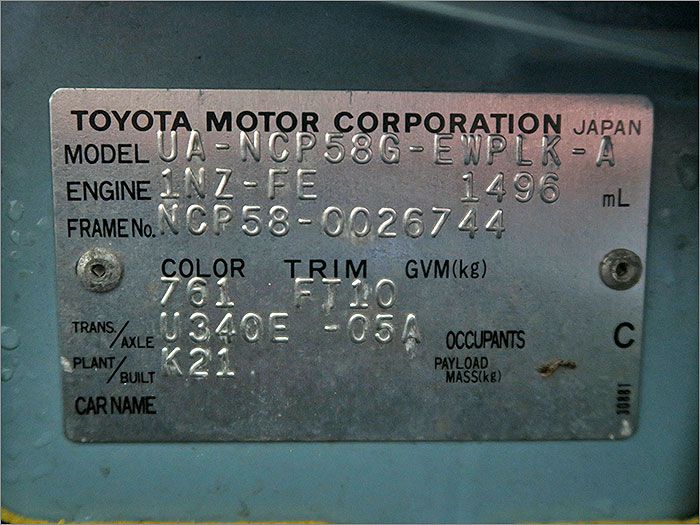 TOYOTA MOTOR CORPORATION JAPAN
MODEL UA-NCP58G-EWPLK-A
ENGINE 1NZ-FE 1496 mL
FRAME No. NCP58-0026744
COLOR TRIM GVM(kg)
761 FT10
TRANS./AXLE U340E -05A OCCUPANTS C
PLANT/BUILT K21 PAYLOAD MASS(kg)
CAR NAME
30881